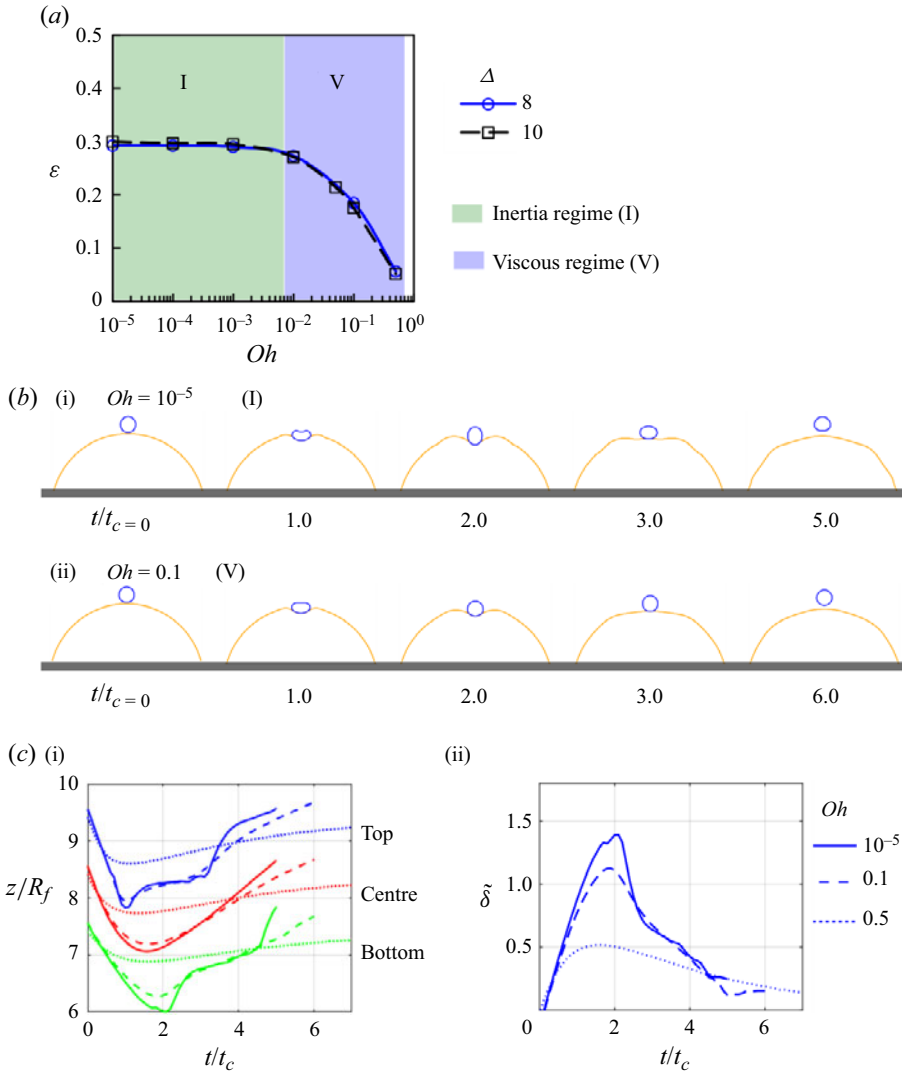 (a)
0.5
0.4
0.3
0.2
0.1
0
ε
I
V
10⁻⁵ 10⁻⁴ 10⁻³ 10⁻² 10⁻¹ 10⁰
Oh
Δ
8
10
Inertia regime (I)
Viscous regime (V)
(b) (i) Oh = 10⁻⁵ (I)
t/t_c = 0 1.0 2.0 3.0 5.0
(ii) Oh = 0.1 (V)
t/t_c = 0 1.0 2.0 3.0 6.0
(c) (i)
10
9
8
7
6
z/R_f
Top
Centre
Bottom
0 2 4 6
t/t_c
(ii)
1.5
1.0
0.5
0
δ̃
0 2 4 6
t/t_c
Oh
10⁻⁵
0.1
0.5